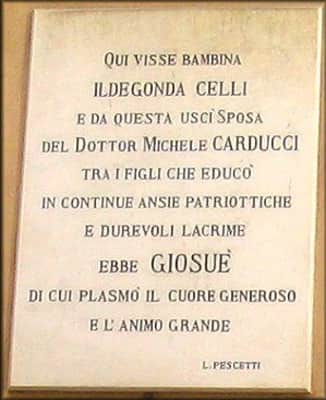 QUI VISSE BAMBINA
ILDEGONDA CELLI
E DA QUESTA USCÌ SPOSA
DEL DOTTOR MICHELE CARDUCCI
TRA I FIGLI CHE EDUCÒ
IN CONTINUE ANSIE PATRIOTTICHE
E DUREVOLI LACRIME
EBBE GIOSUÈ
DI CUI PLASMÒ IL CUORE GENEROSO
E L'ANIMO GRANDE
L. PESCETTI